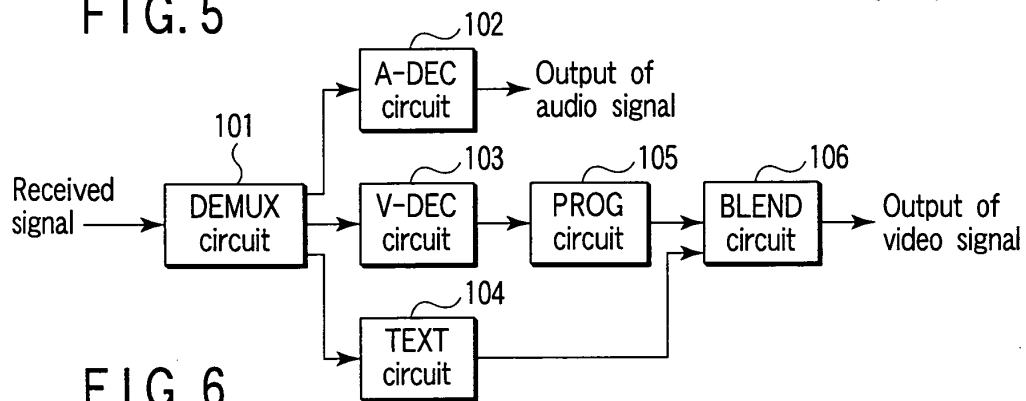 FIG. 5
102
A-DEC
circuit
Output of
audio signal
101
Received
signal
DEMUX
circuit
103
V-DEC
circuit
105
PROG
circuit
106
BLEND
circuit
Output of
video signal
104
TEXT
circuit
FIG. 6